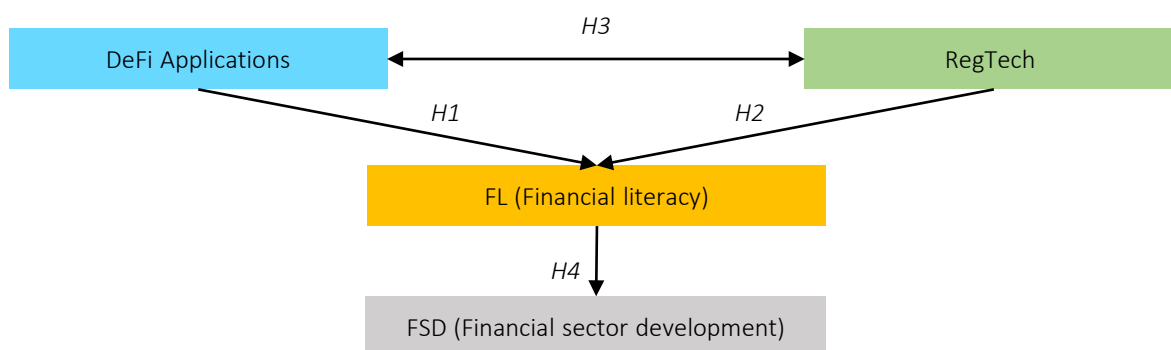 H3
DeFi Applications
RegTech
H1
H2
FL (Financial literacy)
H4
FSD (Financial sector development)